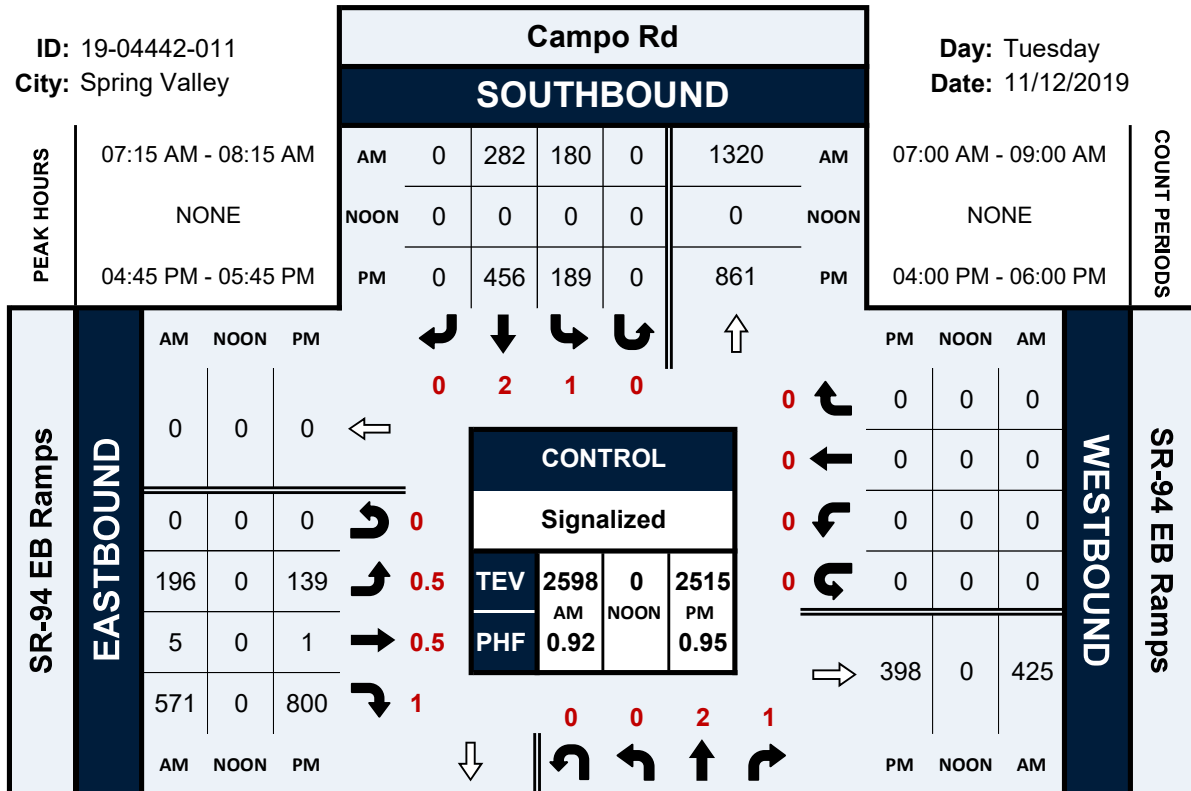 ID: 19-04442-011
City: Spring Valley
Campo Rd
SOUTHBOUND
Day: Tuesday
Date: 11/12/2019
PEAK HOURS
07:15 AM - 08:15 AM
NONE
04:45 PM - 05:45 PM
AM 0 282 180 0 1320 AM
NOON 0 0 0 0 0 NOON
PM 0 456 189 0 861 PM
07:00 AM - 09:00 AM
NONE
04:00 PM - 06:00 PM
COUNT PERIODS
0 2 1 0
SR-94 EB Ramps
EASTBOUND
AM NOON PM
0 0 0
0 0 0 0
196 0 139 0.5
5 0 1 0.5
571 0 800 1
AM NOON PM
CONTROL
Signalized
TEV 2598 0 2515
AM NOON PM
PHF 0.92 0.95
PM NOON AM
0 0 0 0
0 0 0 0
0 0 0 0
0 0 0 0
398 0 425
PM NOON AM
WESTBOUND
SR-94 EB Ramps
0 0 2 1